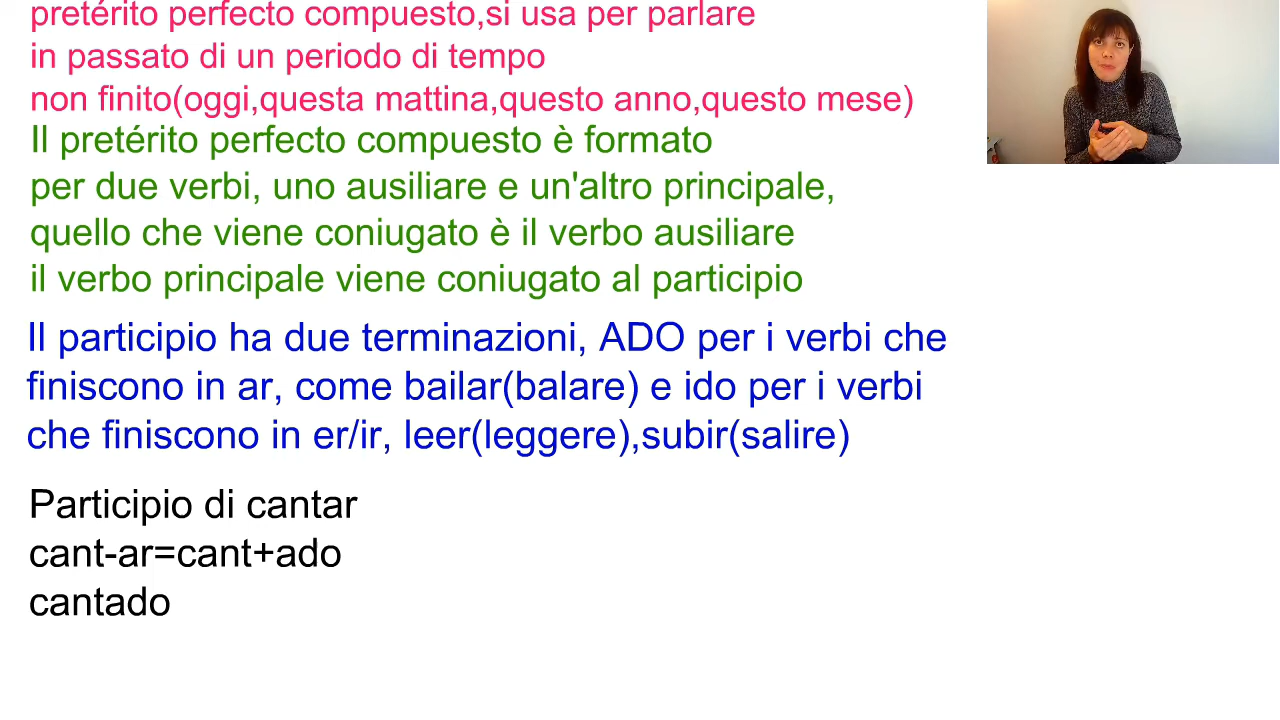 pretérito perfecto compuesto,si usa per parlare
in passato di un periodo di tempo
non finito(oggi,questa mattina,questo anno,questo mese)
Il pretérito perfecto compuesto è formato
per due verbi, uno ausiliare e un'altro principale,
quello che viene coniugato è il verbo ausiliare
il verbo principale viene coniugato al participio
Il participio ha due terminazioni, ADO per i verbi che
finiscono in ar, come bailar(balare) e ido per i verbi
che finiscono in er/ir, leer(leggere),subir(salire)
Participio di cantar
cant-ar=cant+ado
cantado